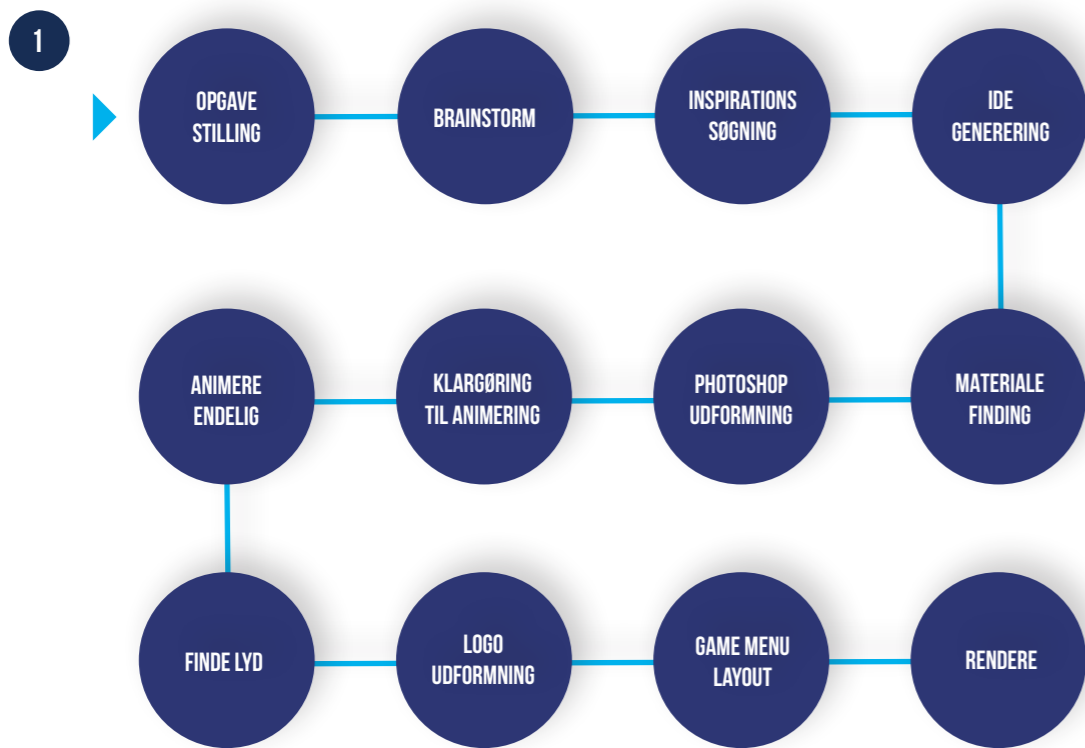 1
OPGAVE
STILLING
BRAINSTORM
INSPIRATIONS
SØGNING
IDE
GENERERING
MATERIALE
FINDING
PHOTOSHOP
UDFORMNING
KLARGØRING
TIL ANIMERING
ANIMERE
ENDELIG
FINDE LYD
LOGO
UDFORMNING
GAME MENU
LAYOUT
RENDERE